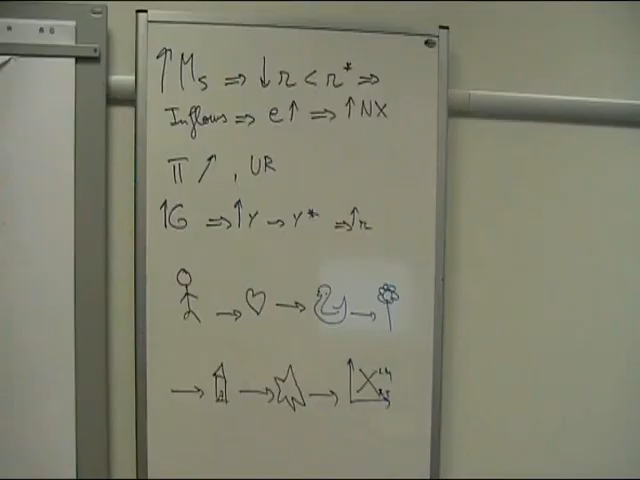 ↑Ms ⇒ ↓r < r* ⇒
Inflows ⇒ e↑ ⇒ ↑NX
π ↗, UR
↑G ⇒ ↑Y → Y* ⇒ ↑r